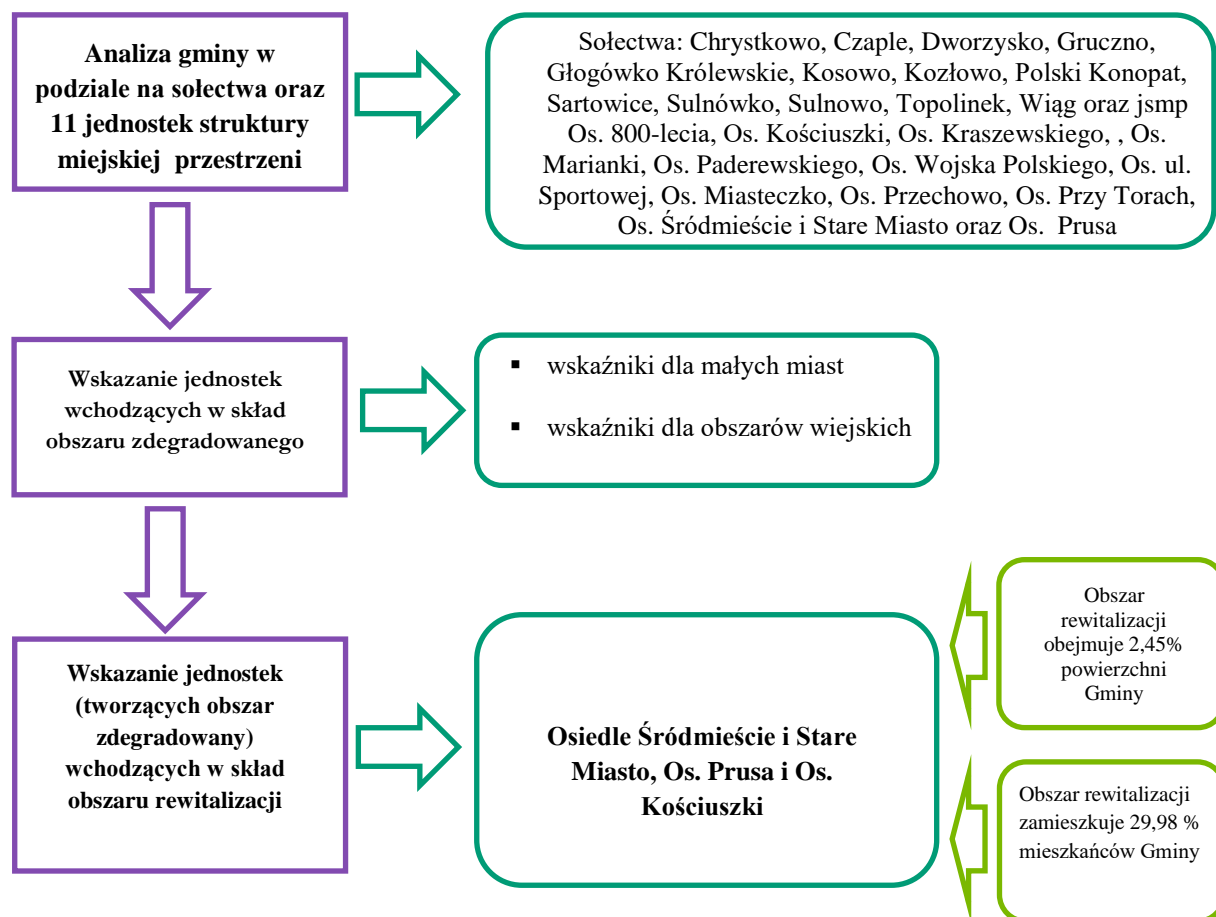 Analiza gminy w
podziale na sołectwa oraz
11 jednostek struktury
miejskiej przestrzeni
Sołectwa: Chrystkowo, Czaple, Dworzysko, Gruczno,
Głogówko Królewskie, Kosowo, Kozłowo, Polski Konopat,
Sartowice, Sulnówko, Sulnowo, Topolinek, Wiąg oraz jsmp
Os. 800-lecia, Os. Kościuszki, Os. Kraszewskiego, , Os.
Marianki, Os. Paderewskiego, Os. Wojska Polskiego, Os. ul.
Sportowej, Os. Miasteczko, Os. Przechowo, Os. Przy Torach,
Os. Śródmieście i Stare Miasto oraz Os. Prusa
Wskazanie jednostek
wchodzących w skład
obszaru zdegradowanego
▪ wskaźniki dla małych miast
▪ wskaźniki dla obszarów wiejskich
Wskazanie jednostek
(tworzących obszar
zdegradowany)
wchodzących w skład
obszaru rewitalizacji
Osiedle Śródmieście i Stare
Miasto, Os. Prusa i Os.
Kościuszki
Obszar
rewitalizacji
obejmuje 2,45%
powierzchni
Gminy
Obszar rewitalizacji
zamieszkuje 29,98 %
mieszkańców Gminy